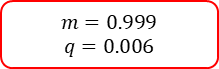 m = 0.999
q = 0.006